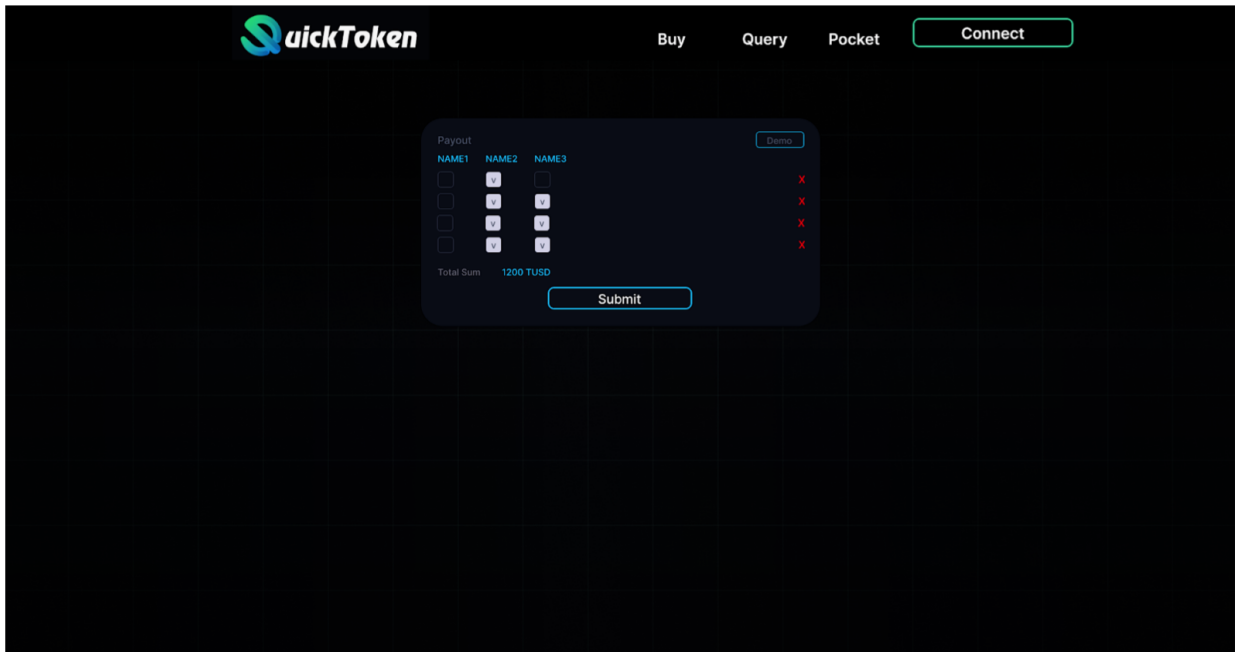 QuickToken
Buy Query Pocket Connect
Payout Demo
NAME1 NAME2 NAME3
v X
v v X
v v X
v v X
Total Sum 1200 TUSD
Submit